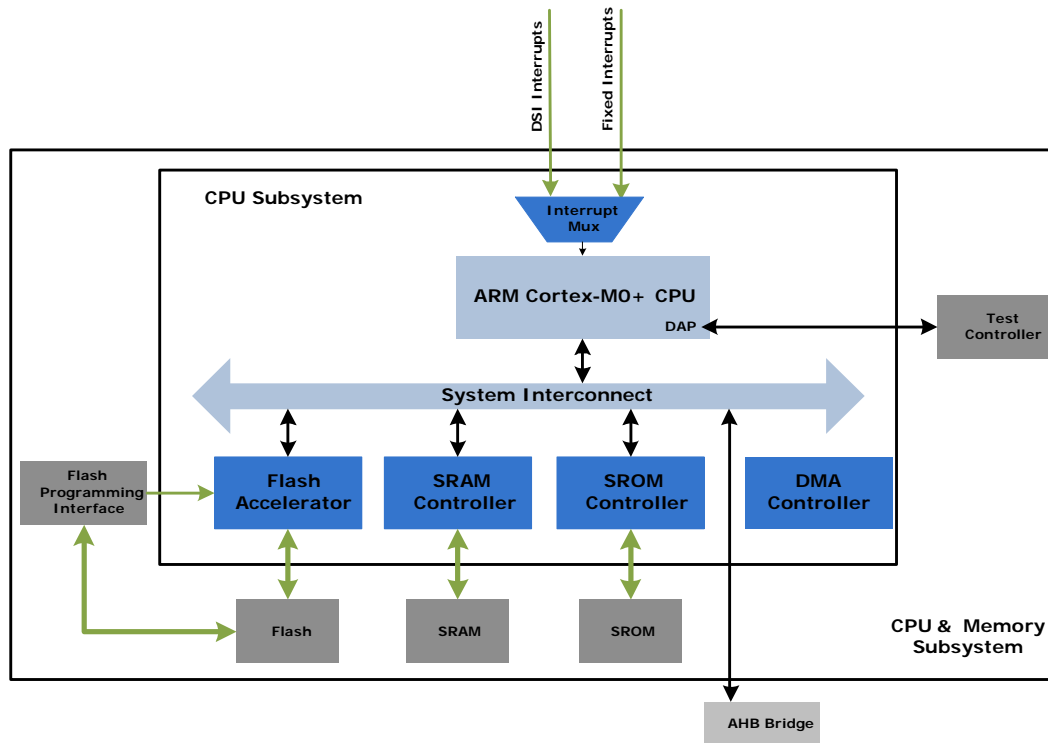 DSI Interrupts
Fixed Interrupts
CPU Subsystem
Interrupt
Mux
ARM Cortex-M0+ CPU
DAP
Test
Controller
System Interconnect
Flash
Programming
Interface
Flash
Accelerator
SRAM
Controller
SROM
Controller
DMA
Controller
Flash
SRAM
SROM
CPU & Memory
Subsystem
AHB Bridge